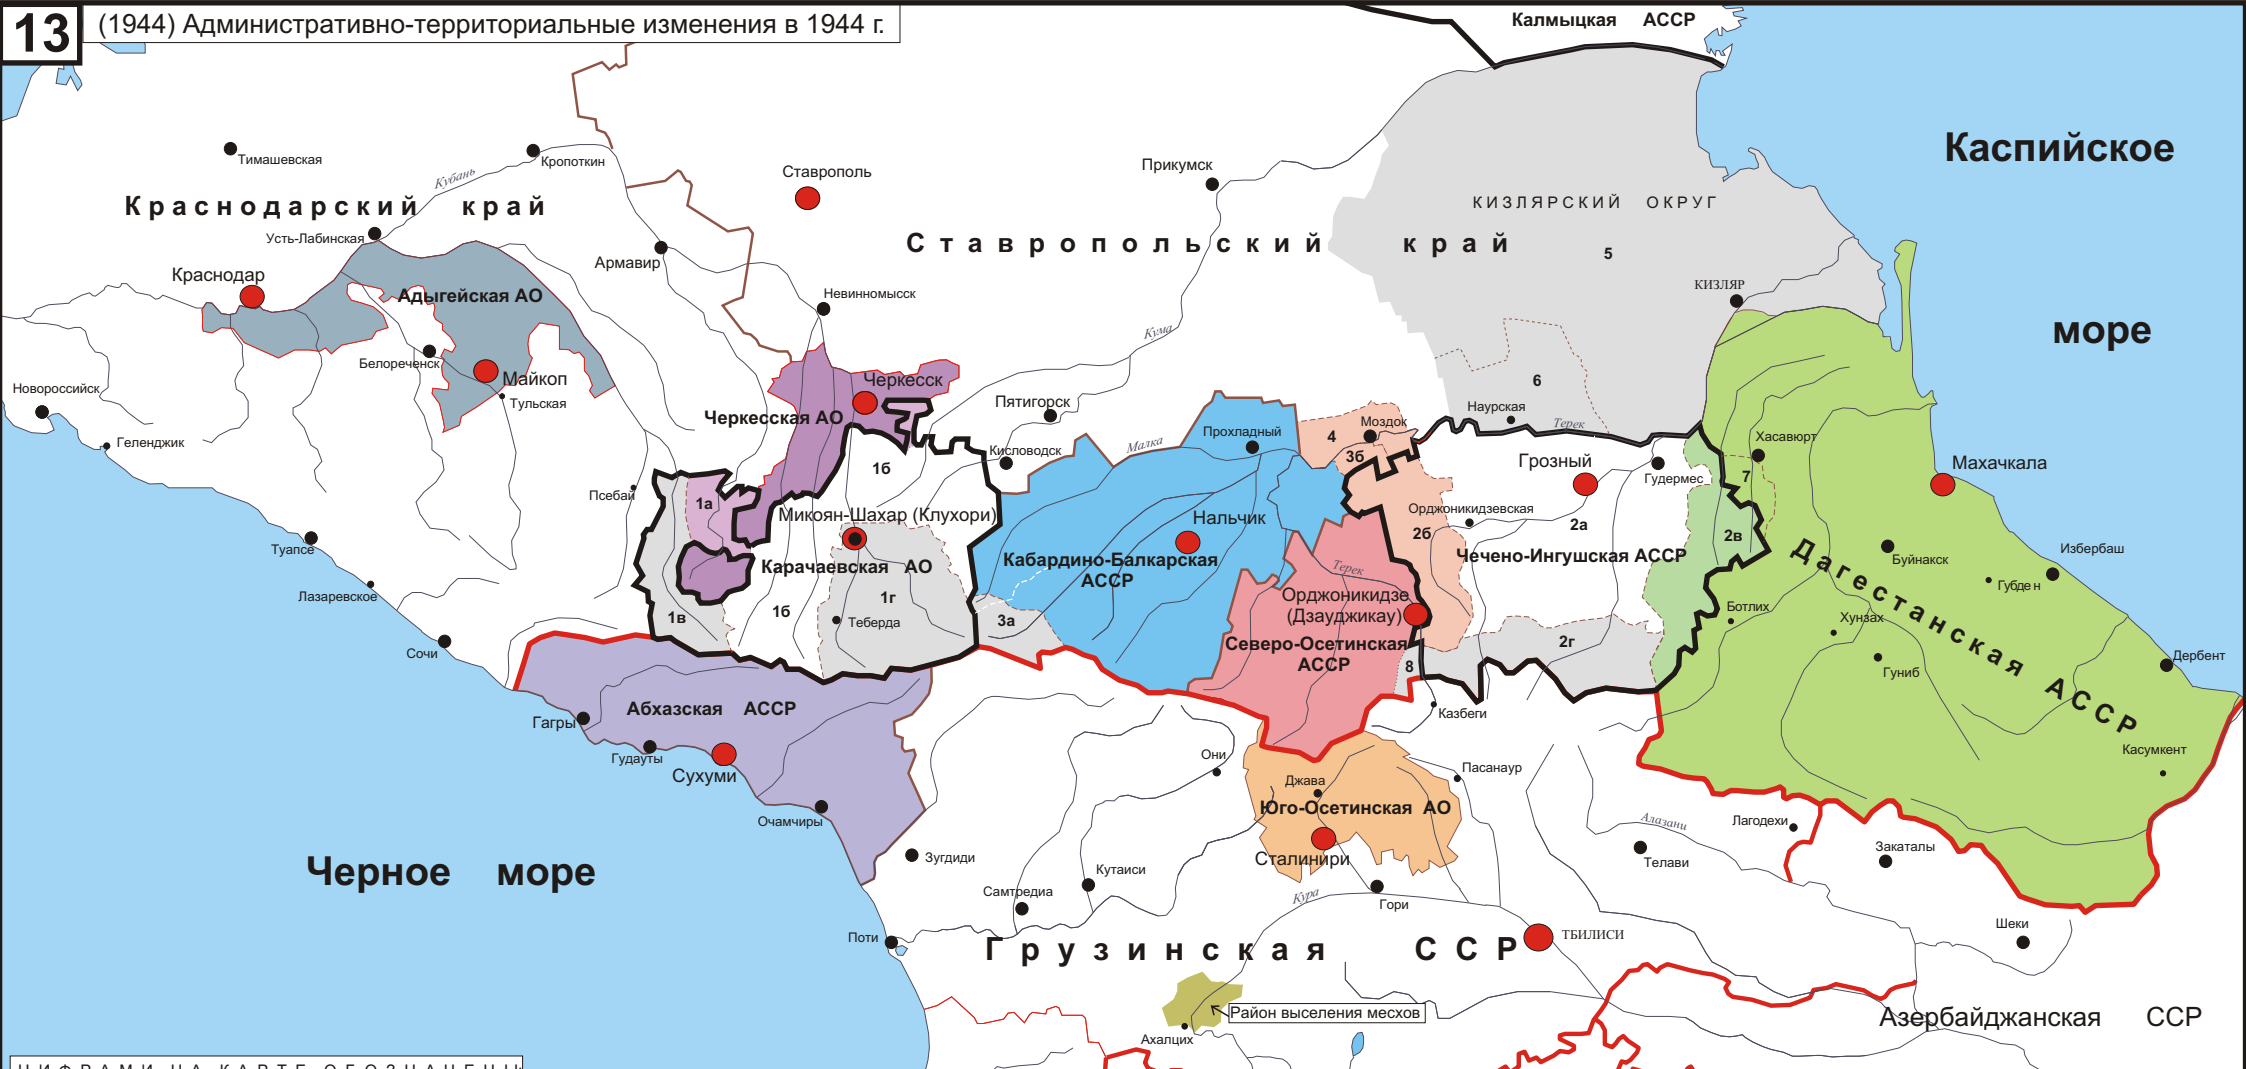 13
(1944) Административно-территориальные изменения в 1944 г.
Калмыцкая АССР
Каспийское
море
Тимашевская
Кропоткин
Кубань
Ставрополь
Прикумск
Краснодарский край
Усть-Лабинская
КИЗЛЯРСКИЙ ОКРУГ
5
Ставропольский край
Армавир
Краснодар
Адыгейская АО
Невинномысск
КИЗЛЯР
Кума
Белореченск
Майкоп
Тульская
Новороссийск
Геленджик
Черкесск
Черкесская АО
Пятигорск
6
Наурская
Терек
Моздок
4
3б
Прохладный
Малка
Кисловодск
1б
Хасавюрт
7
Грозный
Гудермес
Махачкала
Псебай
1а
Микоян-Шахар (Клухори)
Нальчик
Орджоникидзевская
2а
2б
2в
Чечено-Ингушская АССР
Кабардино-Балкарская
АССР
Карачаевская АО
Туапсе
Лазаревское
Сочи
1в
1б
1г
Теберда
3а
Терек
Орджоникидзе
(Дзауджикау)
Северо-Осетинская
АССР
8
2г
Ботлих
Дагестанская АССР
Буйнакск
Избербаш
Губден
Хунзах
Гуниб
Дербент
Касумкент
Казбеги
Гагры
Абхазская АССР
Гудауты
Сухуми
Очамчиры
Они
Джава
Пасанаур
Юго-Осетинская АО
Сталинири
Лагодехи
Алазани
Телави
Закаталы
Черное море
Зугдиди
Кутаиси
Самтредиа
Кура
Гори
Поти
Грузинская ССР
ТБИЛИСИ
Шеки
Район выселения месхов
Ахалцих
Азербайджанская ССР
ЦИФРАМИ НА КАРТЕ ОБОЗНАЧЕНЫ: